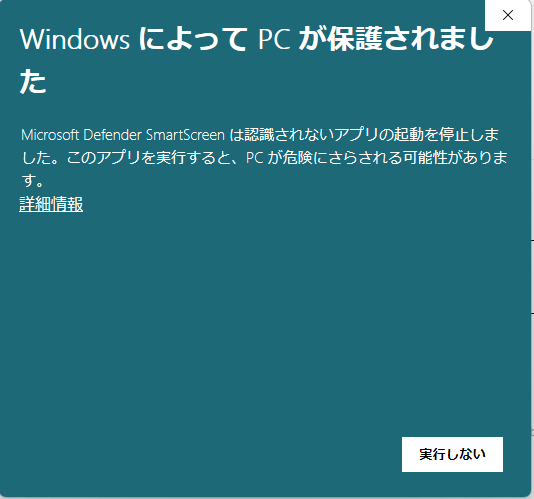 Windows によって PC が保護されまし
た
Microsoft Defender SmartScreen は認識されないアプリの起動を停止しま
した。このアプリを実行すると、PC が危険にさらされる可能性がありま
す。
詳細情報
実行しない